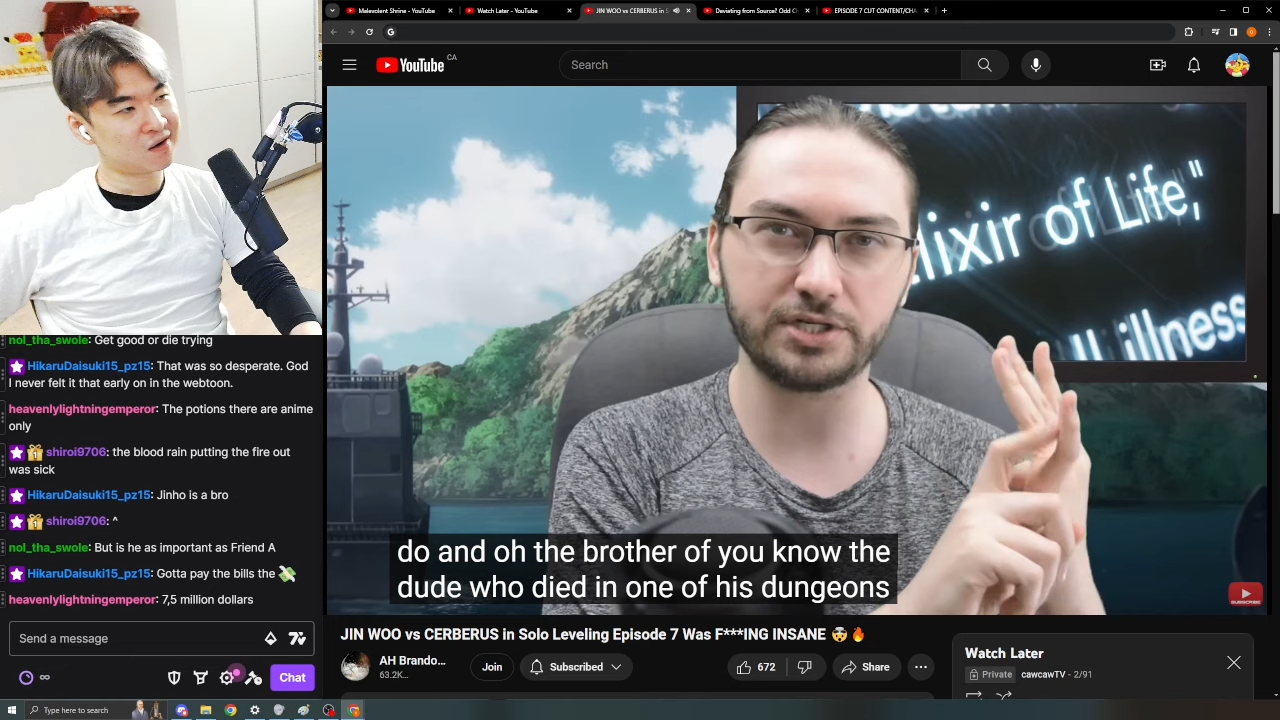 Malevolent Shrine - YouTube
Watch Later - YouTube
JIN WOO vs CERBERUS in S
Deviating from Source? Odd C
EPISODE 7 CUT CONTENT/CHA
YouTube CA
Search
Elixir of Life,"
illness
do and oh the brother of you know the
dude who died in one of his dungeons
SUBSCRIBE
nol_tha_swole: Get good or die trying
HikaruDaisuki15_pz15: That was so desperate. God
I never felt it that early on in the webtoon.
heavenlylightningemperor: The potions there are anime
only
shiroi9706: the blood rain putting the fire out
was sick
HikaruDaisuki15_pz15: Jinho is a bro
shiroi9706: ^
nol_tha_swole: But is he as important as Friend A
HikaruDaisuki15_pz15: Gotta pay the bills the 💸
heavenlylightningemperor: 7,5 million dollars
Send a message
Chat
JIN WOO vs CERBERUS in Solo Leveling Episode 7 Was F***ING INSANE 🤯🔥
AH Brando...
63.2K...
Join
Subscribed
672
Share
Watch Later
Private cawcawTV - 2/91
Type here to search